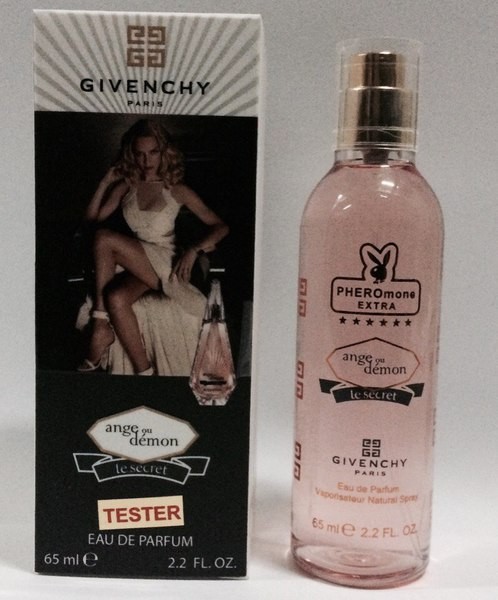 GIVENCHY
PARIS
ange ou
démon
le secret
TESTER
EAU DE PARFUM
65 ml e 2.2 FL. OZ.
PHEROmone
EXTRA
ange ou
démon
le secret
GIVENCHY
PARIS
Eau de Parfum
Vaporisateur Natural Spray
65 ml e 2.2 FL. OZ.